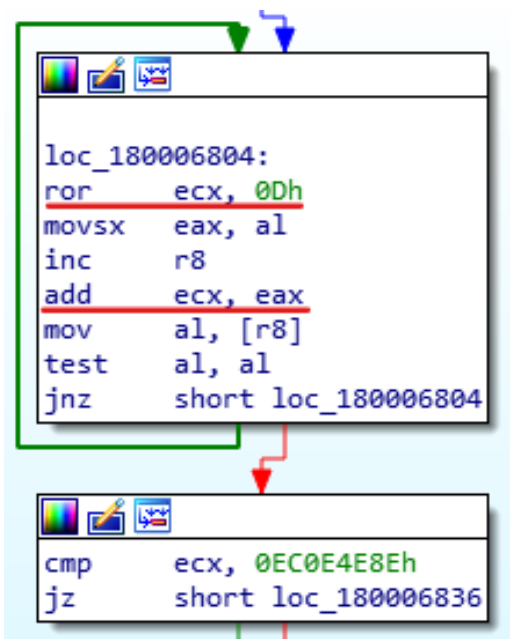 loc_180006804:
ror ecx, 0Dh
movsx eax, al
inc r8
add ecx, eax
mov al, [r8]
test al, al
jnz short loc_180006804
cmp ecx, 0EC0E4E8Eh
jz short loc_180006836